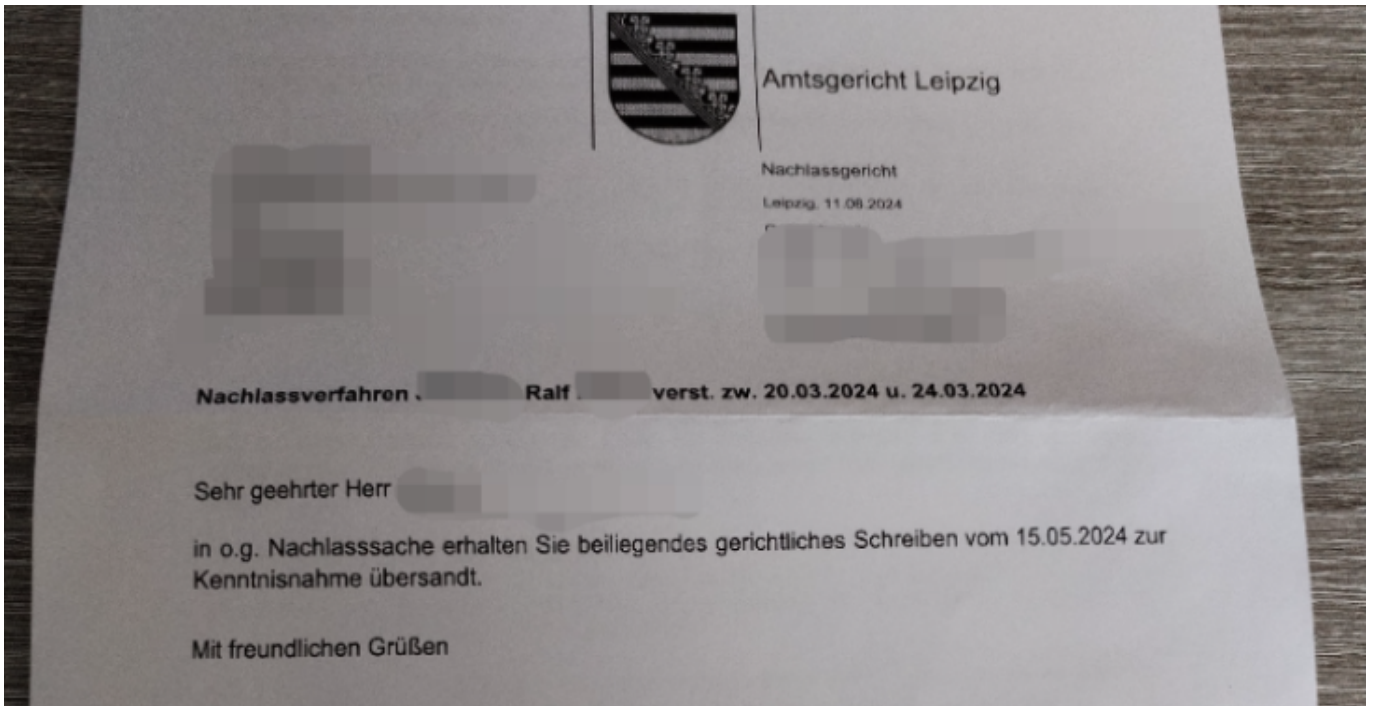 Amtsgericht Leipzig
Nachlassgericht
Leipzig, 11.06.2024
Nachlassverfahren Ralf verst. zw. 20.03.2024 u. 24.03.2024
Sehr geehrter Herr
in o.g. Nachlasssache erhalten Sie beiliegendes gerichtliches Schreiben vom 15.05.2024 zur
Kenntnisnahme übersandt.
Mit freundlichen Grüßen